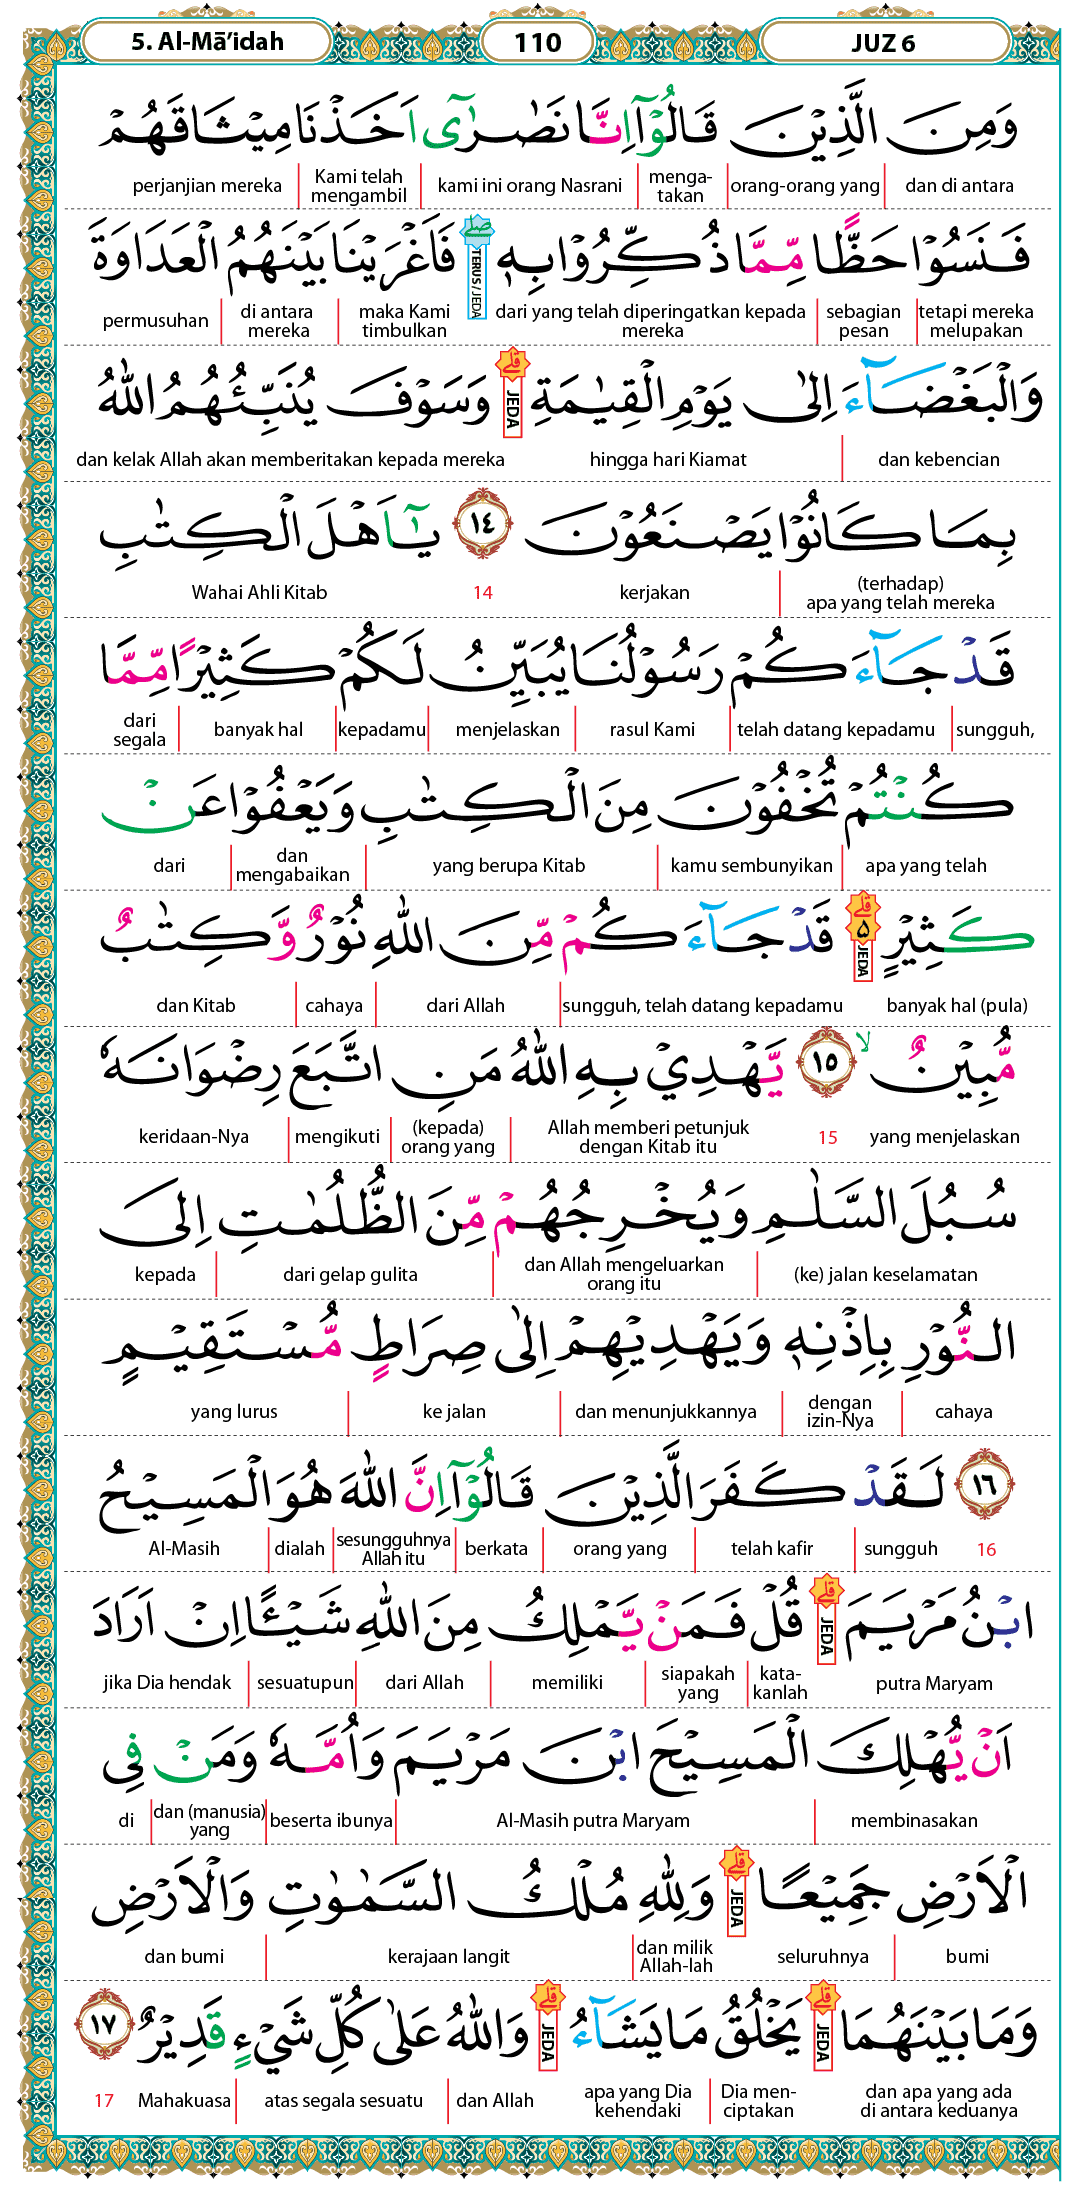 5. Al-Mā’idah 110 JUZ 6
وَمِنَ الَّذِيْنَ قَالُوْٓا اِنَّا نَصٰرٰٓى اَخَذْنَا مِيْثَاقَهُمْ
dan di antara orang-orang yang menga-takan kami ini orang Nasrani Kami telah mengambil perjanjian mereka
فَنَسُوْا حَظًّا مِّمَّا ذُكِّرُوْا بِهٖ ۖ فَاَغْرَيْنَا بَيْنَهُمُ الْعَدَاوَةَ
TERUS / JEDA
tetapi mereka melupakan sebagian pesan dari yang telah diperingatkan kepada mereka maka Kami timbulkan di antara mereka permusuhan
وَالْبَغْضَاۤءَ اِلٰى يَوْمِ الْقِيٰمَةِ ۗ وَسَوْفَ يُنَبِّئُهُمُ اللّٰهُ
JEDA
dan kebencian hingga hari Kiamat dan kelak Allah akan memberitakan kepada mereka
بِمَا كَانُوْا يَصْنَعُوْنَ ١٤ يٰٓاَهْلَ الْكِتٰبِ
(terhadap) apa yang telah mereka kerjakan 14 Wahai Ahli Kitab
قَدْ جَاۤءَكُمْ رَسُوْلُنَا يُبَيِّنُ لَكُمْ كَثِيْرًا مِّمَّا
sungguh, telah datang kepadamu rasul Kami menjelaskan kepadamu banyak hal dari segala
كُنْتُمْ تُخْفُوْنَ مِنَ الْكِتٰبِ وَيَعْفُوْا عَنْ
apa yang telah kamu sembunyikan yang berupa Kitab dan mengabaikan dari
كَثِيْرٍ ۗ ۵ قَدْ جَاۤءَكُمْ مِّنَ اللّٰهِ نُوْرٌ وَّكِتٰبٌ
JEDA
banyak hal (pula) sungguh, telah datang kepadamu dari Allah cahaya dan Kitab
مُّبِيْنٌ ۙ ١٥ يَّهْدِيْ بِهِ اللّٰهُ مَنِ اتَّبَعَ رِضْوَانَهٗ
yang menjelaskan 15 Allah memberi petunjuk dengan Kitab itu (kepada) orang yang mengikuti keridaan-Nya
سُبُلَ السَّلٰمِ وَيُخْرِجُهُمْ مِّنَ الظُّلُمٰتِ اِلَى
(ke) jalan keselamatan dan Allah mengeluarkan orang itu dari gelap gulita kepada
النُّوْرِ بِاِذْنِهٖ وَيَهْدِيْهِمْ اِلٰى صِرَاطٍ مُّسْتَقِيْمٍ
cahaya dengan izin-Nya dan menunjukkannya ke jalan yang lurus
١٦ لَقَدْ كَفَرَ الَّذِيْنَ قَالُوْٓا اِنَّ اللّٰهَ هُوَ الْمَسِيْحُ
16 sungguh telah kafir orang yang berkata sesungguhnya Allah itu dialah Al-Masih
ابْنُ مَرْيَمَ ۗ قُلْ فَمَنْ يَّمْلِكُ مِنَ اللّٰهِ شَيْـًٔا اِنْ اَرَادَ
JEDA
putra Maryam kata-kanlah siapakah yang memiliki dari Allah sesuatupun jika Dia hendak
اَنْ يُّهْلِكَ الْمَسِيْحَ ابْنَ مَرْيَمَ وَاُمَّهٗ وَمَنْ فِى
membinasakan Al-Masih putra Maryam beserta ibunya dan (manusia) yang di
الْاَرْضِ جَمِيْعًا ۗ وَلِلّٰهِ مُلْكُ السَّمٰوٰتِ وَالْاَرْضِ
JEDA
bumi seluruhnya dan milik Allah-lah kerajaan langit dan bumi
وَمَا بَيْنَهُمَا ۗ يَخْلُقُ مَا يَشَاۤءُ ۗ وَاللّٰهُ عَلٰى كُلِّ شَيْءٍ قَدِيْرٌ ١٧
JEDA JEDA
dan apa yang ada di antara keduanya Dia men-ciptakan apa yang Dia kehendaki dan Allah atas segala sesuatu Mahakuasa 17